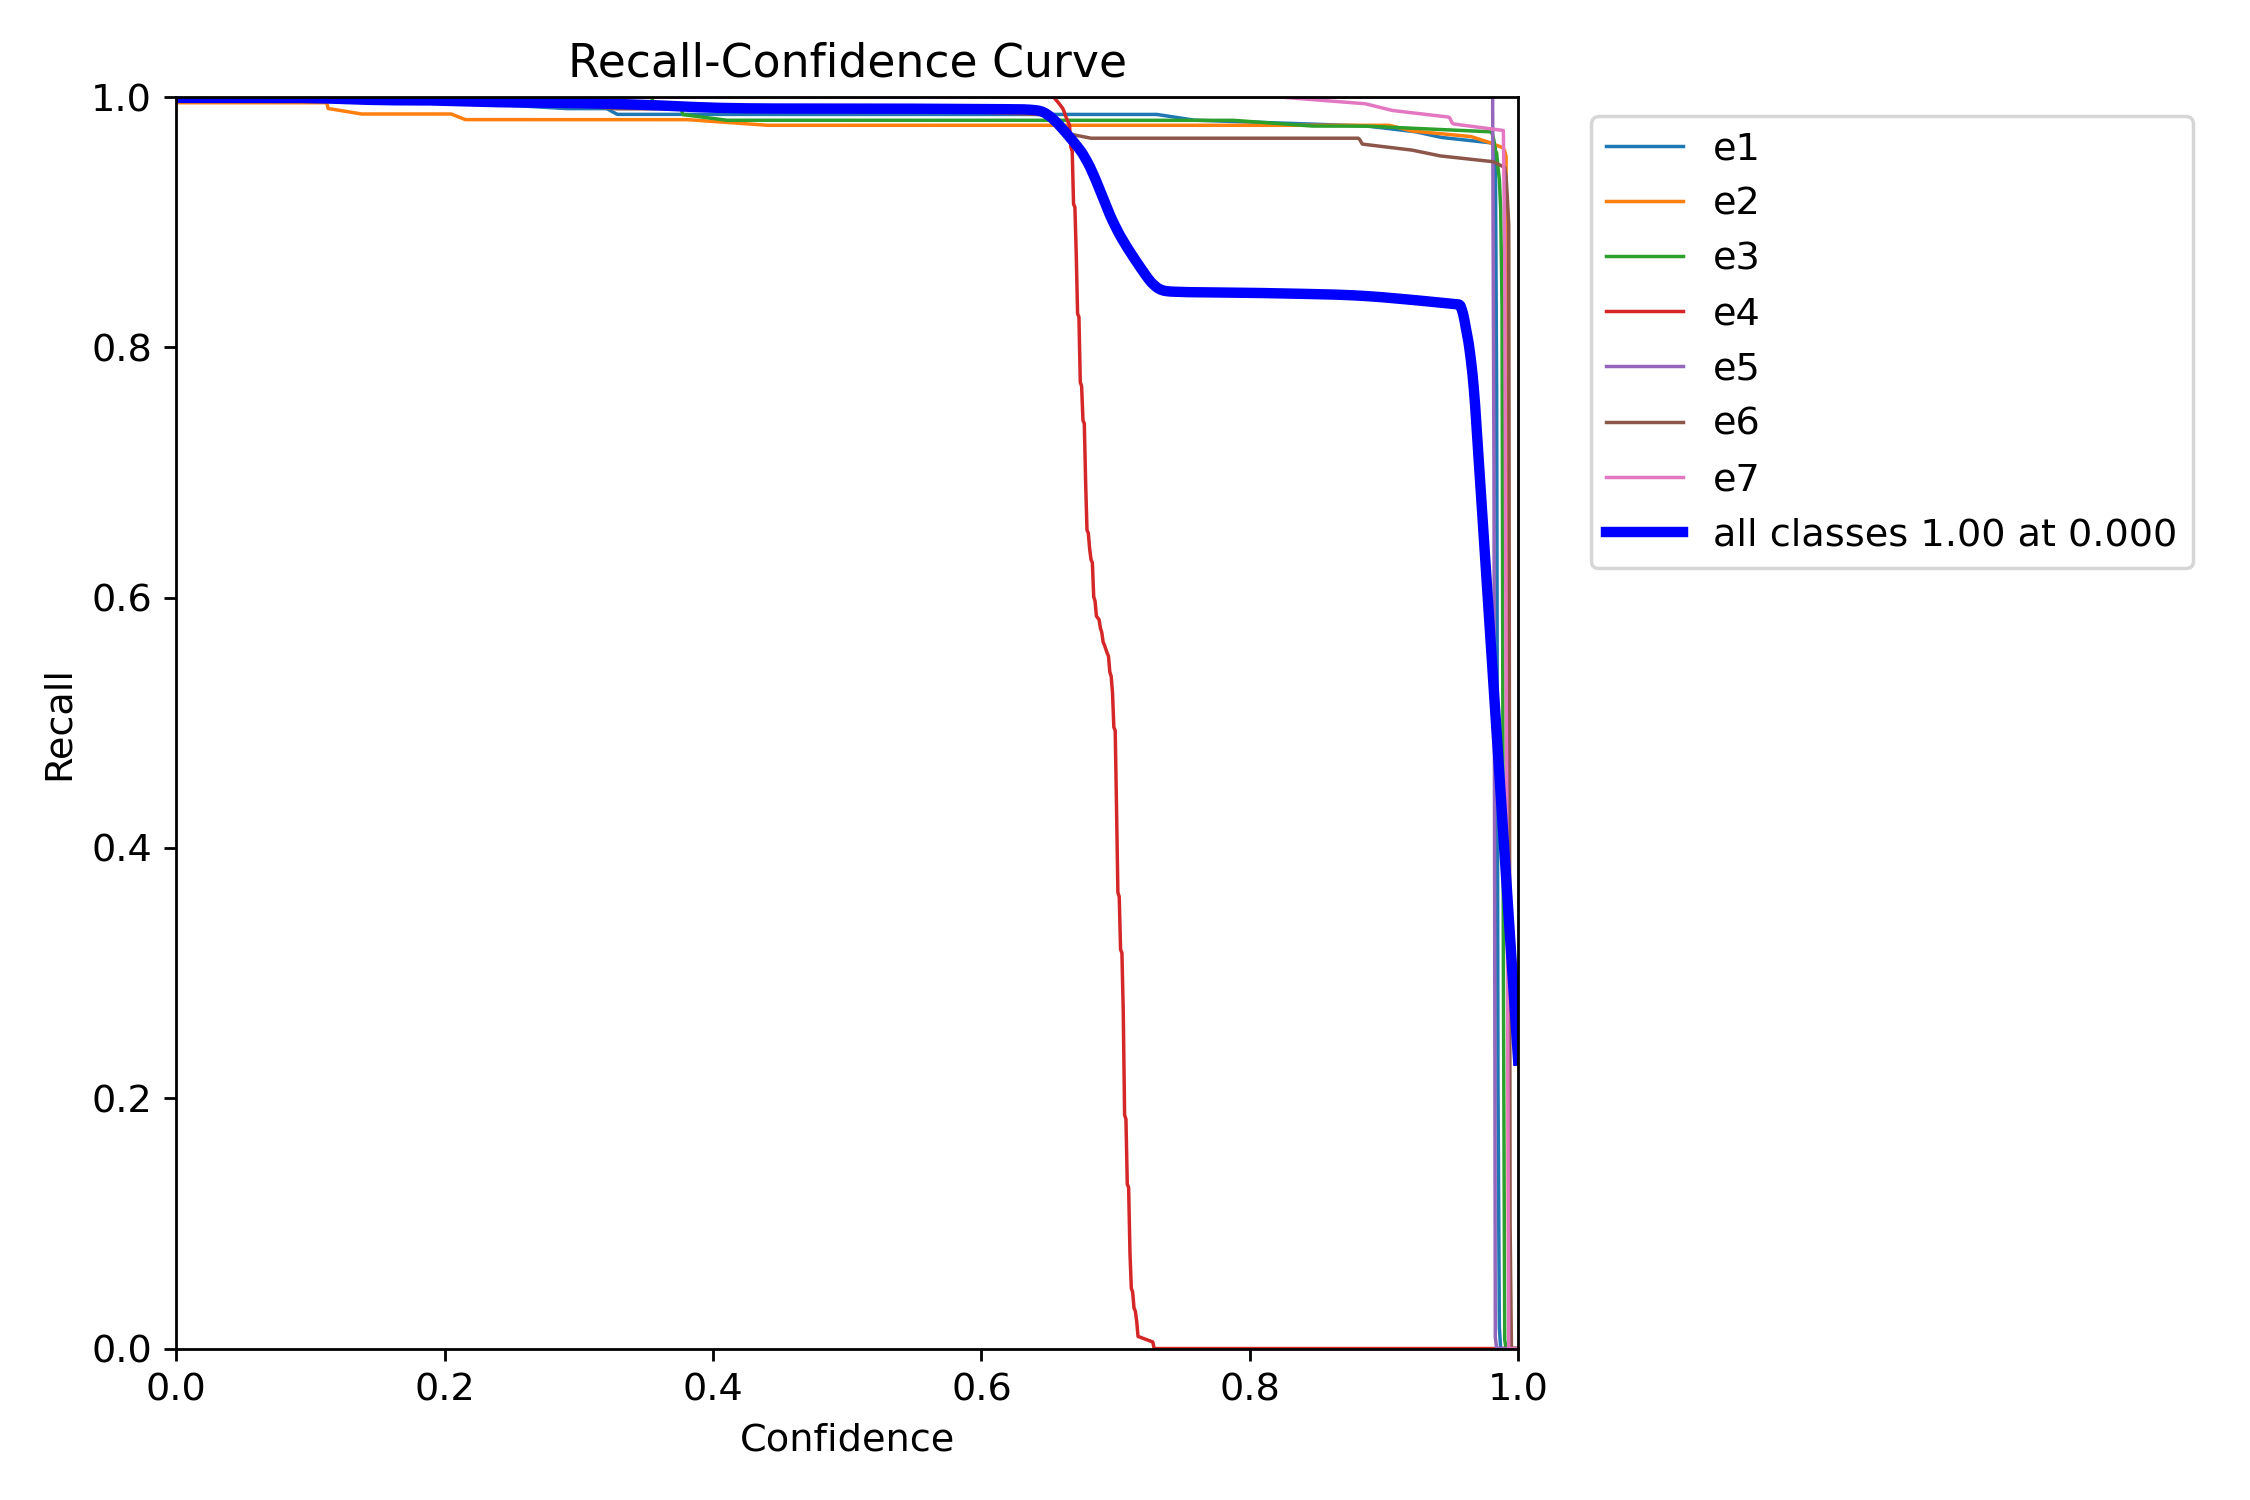 Recall-Confidence Curve
1.0
0.8
0.6
0.4
0.2
0.0
Recall
0.0 0.2 0.4 0.6 0.8 1.0
Confidence
e1
e2
e3
e4
e5
e6
e7
all classes 1.00 at 0.000